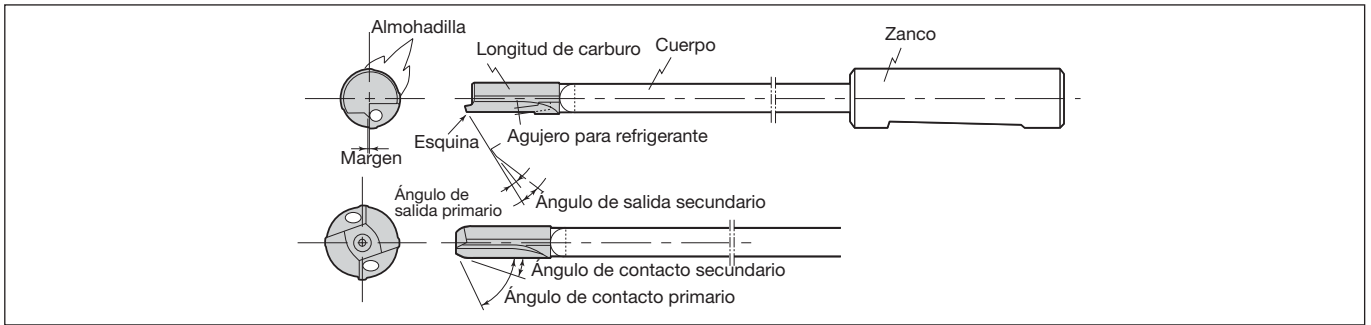 Almohadilla
Longitud de carburo
Cuerpo
Zanco
Esquina
Agujero para refrigerante
Margen
Ángulo de
salida primario
Ángulo de salida secundario
Ángulo de contacto secundario
Ángulo de contacto primario